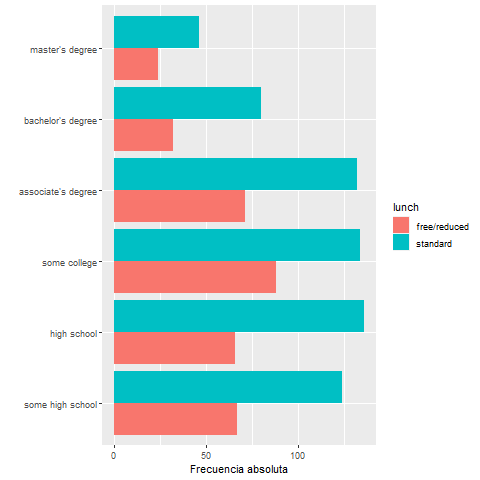 master's degree
bachelor's degree
associate's degree
some college
high school
some high school
0
50
100
Frecuencia absoluta
lunch
free/reduced
standard